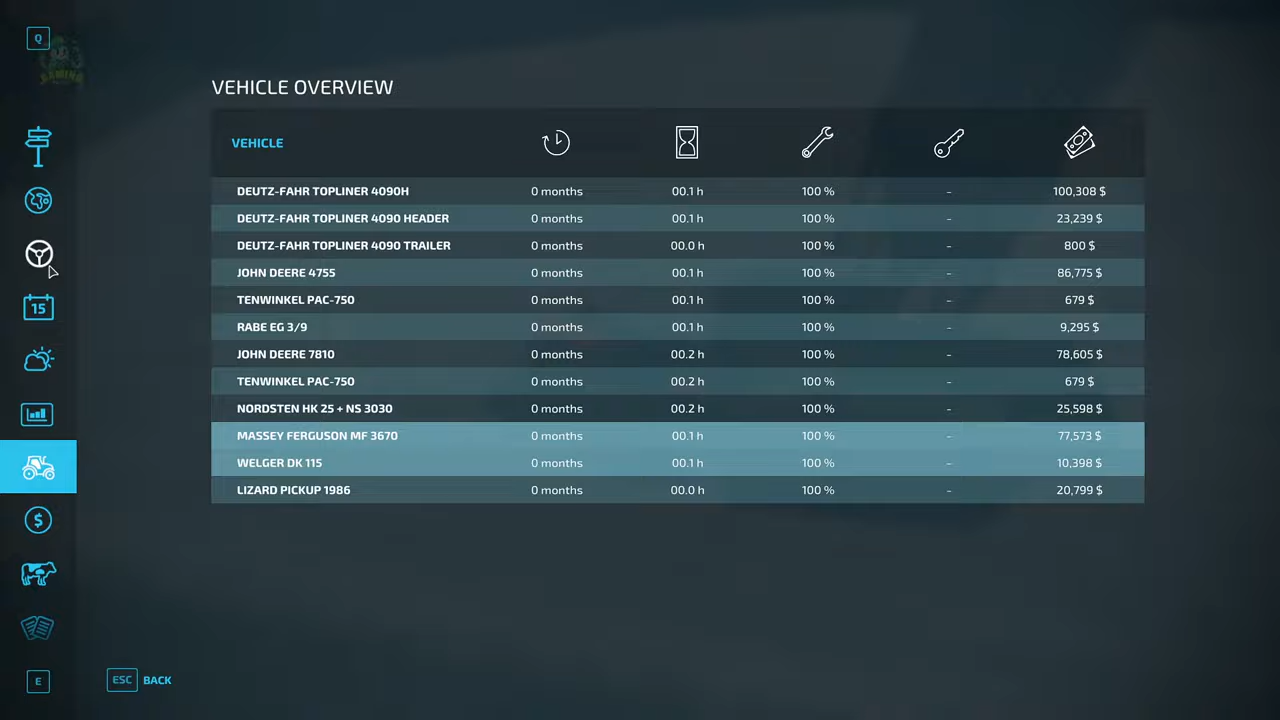 Q
GAMING
VEHICLE OVERVIEW
VEHICLE
DEUTZ-FAHR TOPLINER 4090H 0 months 00.1 h 100 % - 100,308 $
DEUTZ-FAHR TOPLINER 4090 HEADER 0 months 00.1 h 100 % - 23,239 $
DEUTZ-FAHR TOPLINER 4090 TRAILER 0 months 00.0 h 100 % - 800 $
JOHN DEERE 4755 0 months 00.1 h 100 % - 86,775 $
TENWINKEL PAC-750 0 months 00.1 h 100 % - 679 $
RABE EG 3/9 0 months 00.1 h 100 % - 9,295 $
JOHN DEERE 7810 0 months 00.2 h 100 % - 78,605 $
TENWINKEL PAC-750 0 months 00.2 h 100 % - 679 $
NORDSTEN HK 25 + NS 3030 0 months 00.2 h 100 % - 25,598 $
MASSEY FERGUSON MF 3670 0 months 00.1 h 100 % - 77,573 $
WELGER DK 115 0 months 00.1 h 100 % - 10,398 $
LIZARD PICKUP 1986 0 months 00.0 h 100 % - 20,799 $
15
$
E
ESC BACK